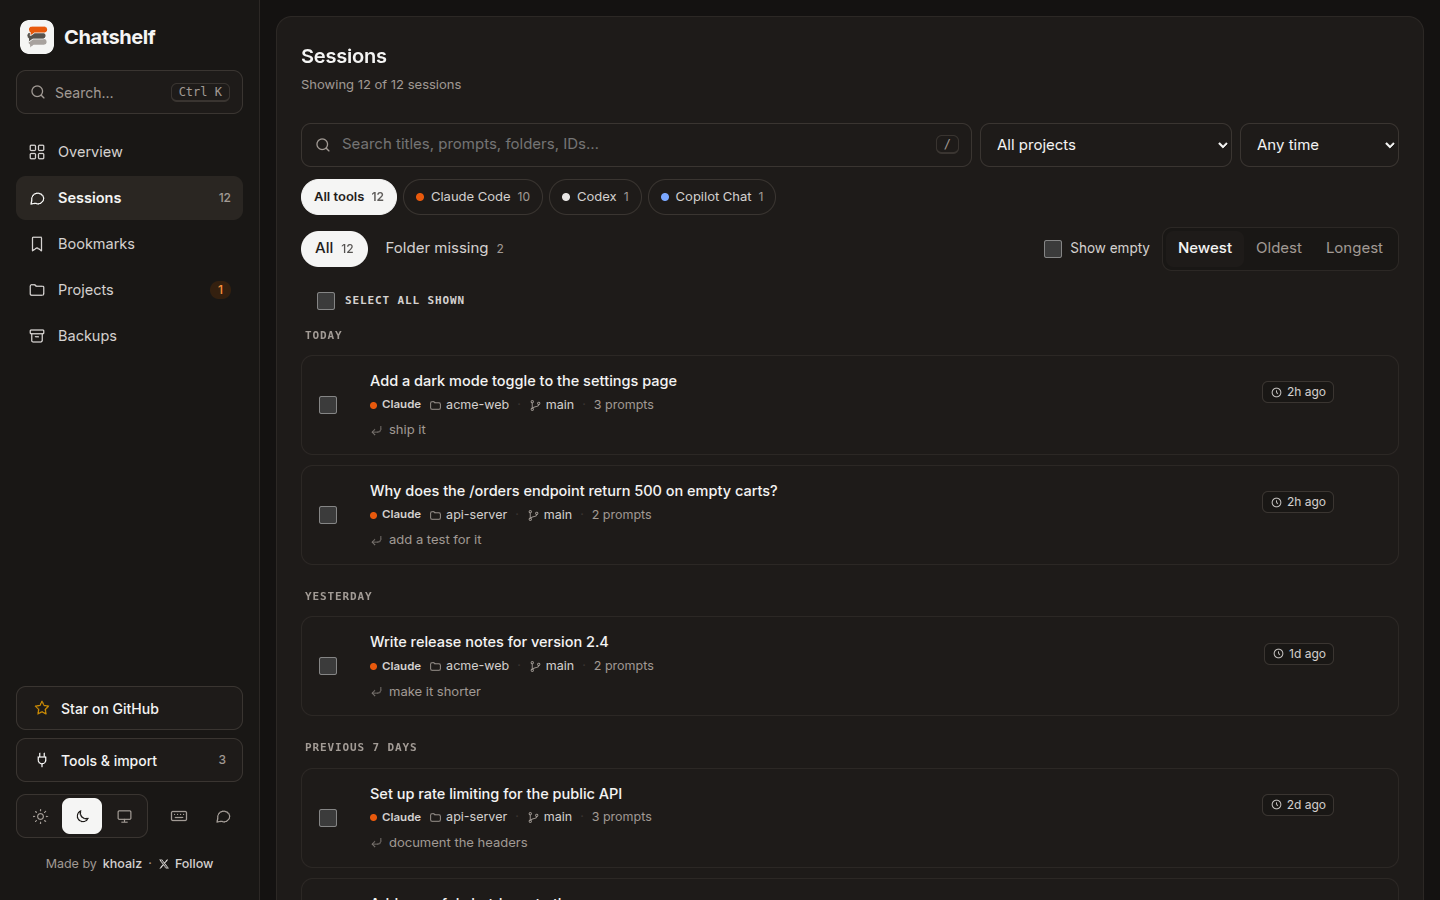 Chatshelf
Search...
Ctrl K
Overview
Sessions 12
Bookmarks
Projects 1
Backups
Star on GitHub
Tools & import 3
Made by khoaiz · 𝕏 Follow
Sessions
Showing 12 of 12 sessions
Search titles, prompts, folders, IDs... /
All projects
Any time
All tools 12
Claude Code 10
Codex 1
Copilot Chat 1
All 12
Folder missing 2
Show empty
Newest
Oldest
Longest
SELECT ALL SHOWN
TODAY
Add a dark mode toggle to the settings page
2h ago
Claude acme-web · main · 3 prompts
ship it
Why does the /orders endpoint return 500 on empty carts?
2h ago
Claude api-server · main · 2 prompts
add a test for it
YESTERDAY
Write release notes for version 2.4
1d ago
Claude acme-web · main · 2 prompts
make it shorter
PREVIOUS 7 DAYS
Set up rate limiting for the public API
2d ago
Claude api-server · main · 3 prompts
document the headers